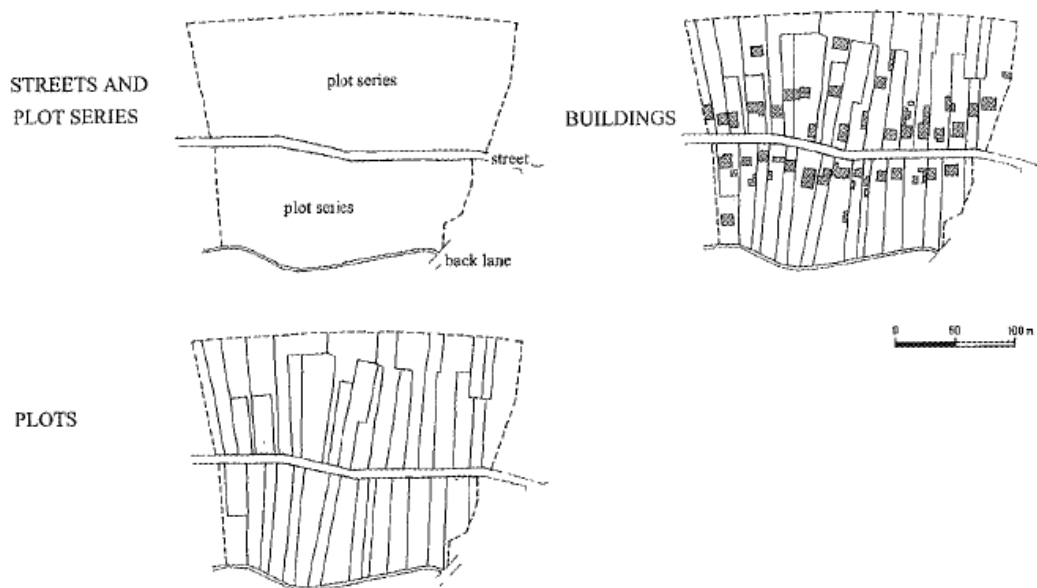 STREETS AND
PLOT SERIES
plot series
street
plot series
back lane
BUILDINGS
0 50 100 m
PLOTS